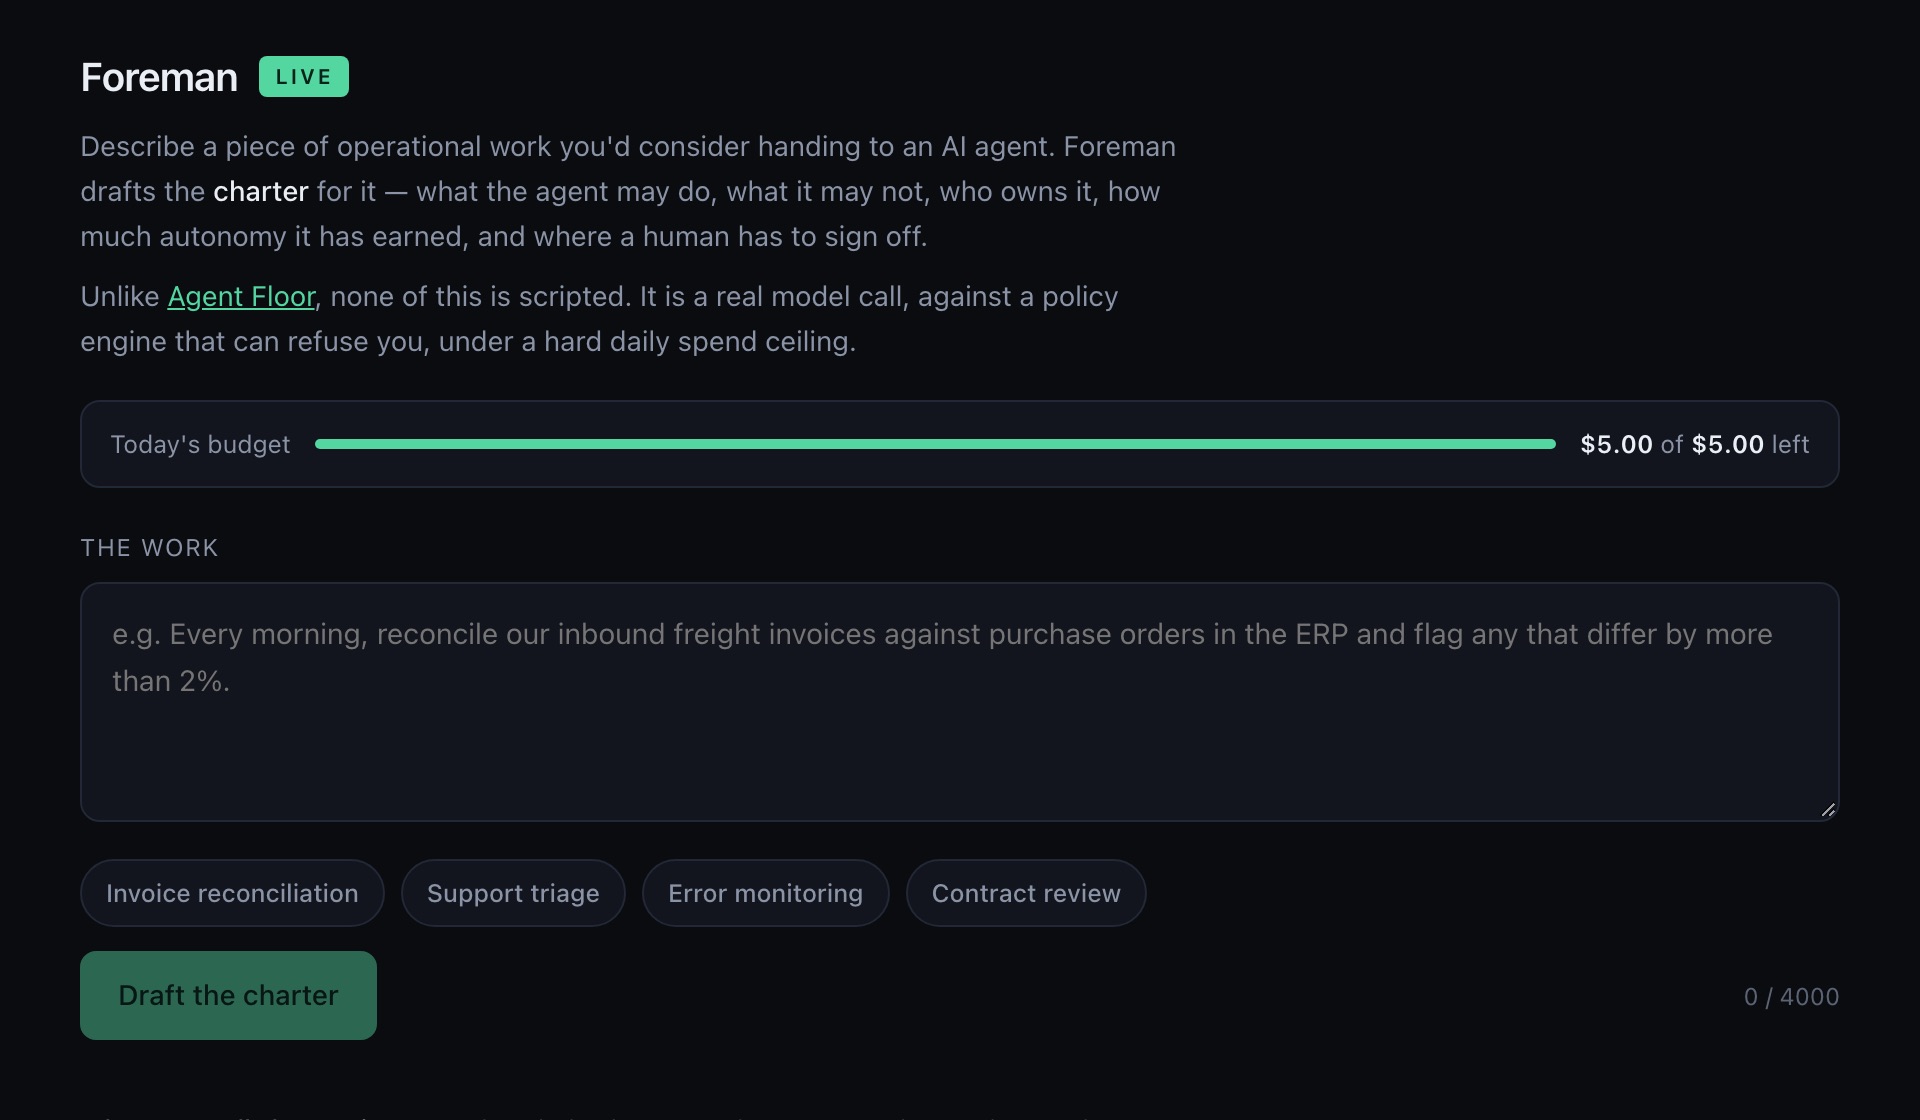 Foreman LIVE
Describe a piece of operational work you'd consider handing to an AI agent. Foreman
drafts the charter for it — what the agent may do, what it may not, who owns it, how
much autonomy it has earned, and where a human has to sign off.
Unlike Agent Floor, none of this is scripted. It is a real model call, against a policy
engine that can refuse you, under a hard daily spend ceiling.
Today's budget $5.00 of $5.00 left
THE WORK
e.g. Every morning, reconcile our inbound freight invoices against purchase orders in the ERP and flag any that differ by more
than 2%.
Invoice reconciliation Support triage Error monitoring Contract review
Draft the charter 0 / 4000